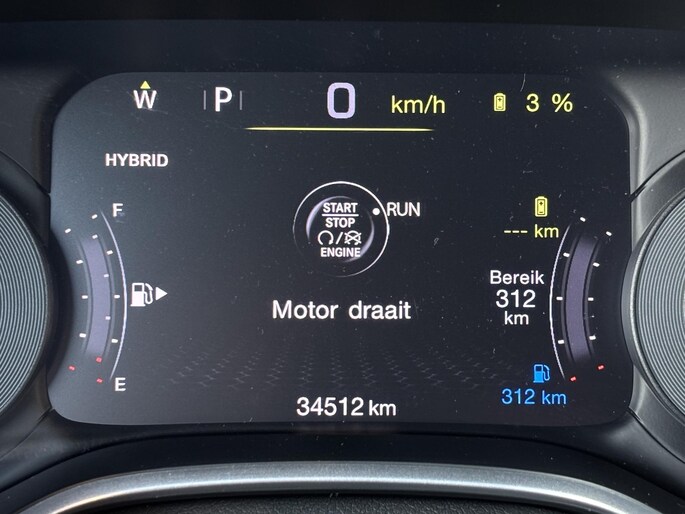 W P 0 km/h 3 %
HYBRID
F
START
STOP
ENGINE
RUN
--- km
Bereik
312
km
Motor draait
E
312 km
34512 km